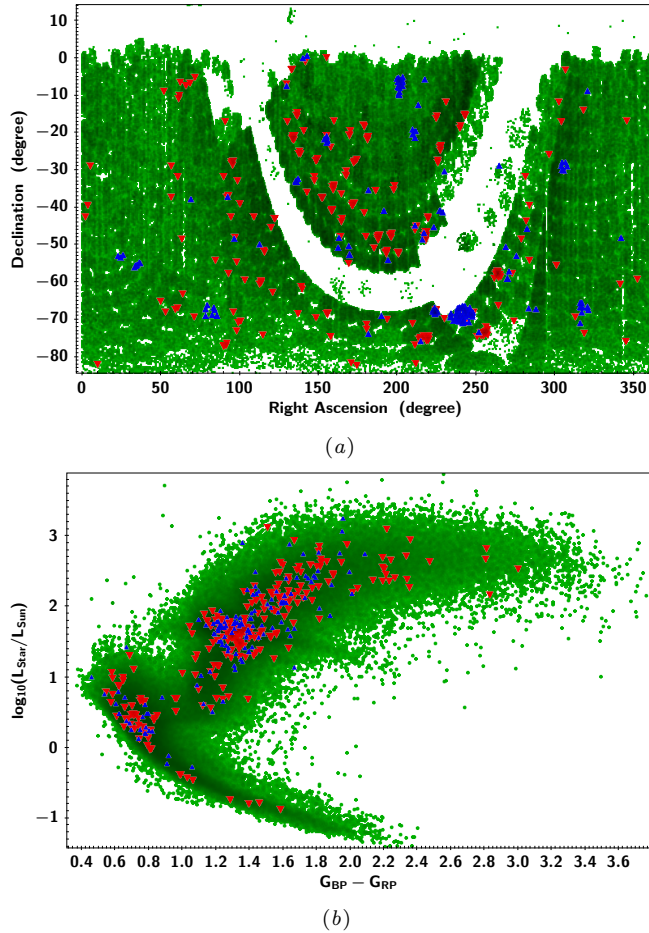 10
0
−10
−20
−30
−40
−50
−60
−70
−80
Declination (degree)
0 50 100 150 200 250 300 350
Right Ascension (degree)
(a)
3
2
1
0
−1
log10(LStar/LSun)
0.4 0.6 0.8 1.0 1.2 1.4 1.6 1.8 2.0 2.2 2.4 2.6 2.8 3.0 3.2 3.4 3.6
GBP − GRP
(b)